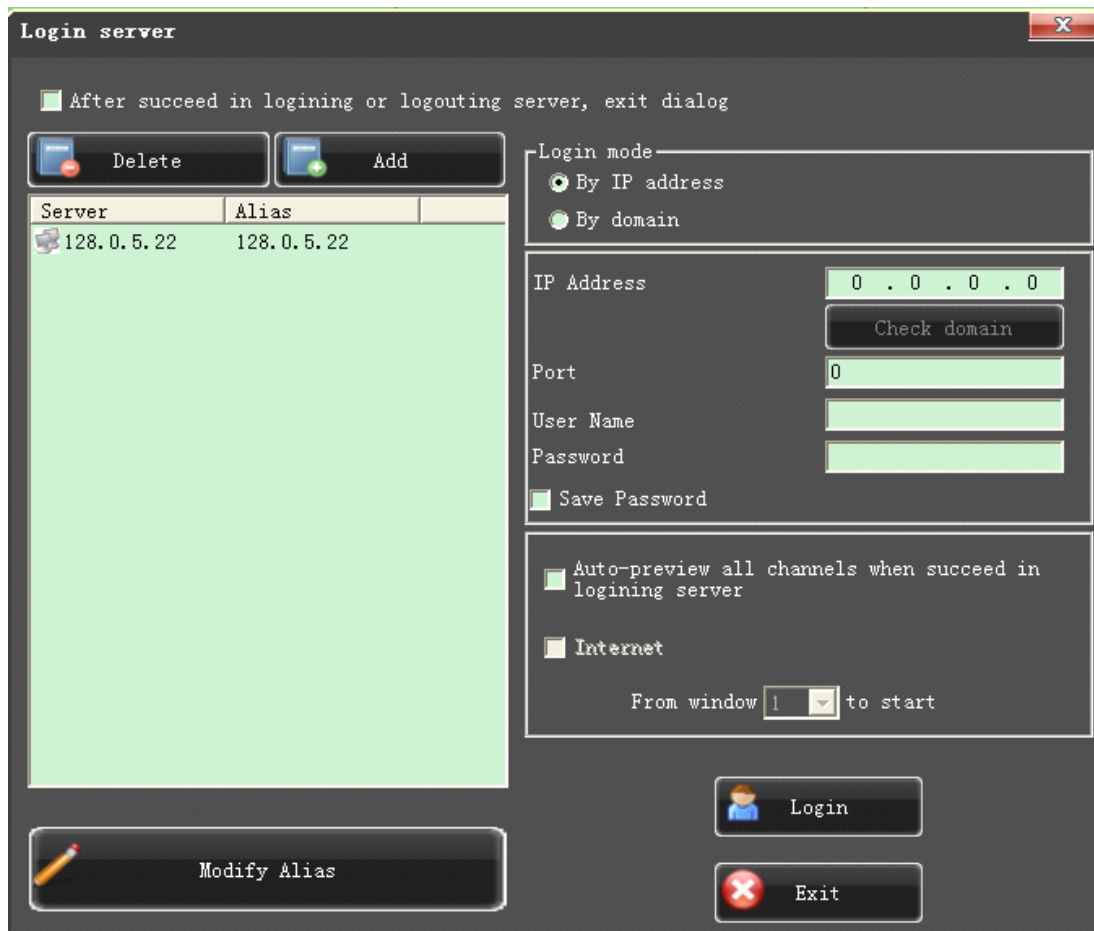 Login server
After succeed in logining or logouting server, exit dialog
Delete
Add
Server Alias
128.0.5.22 128.0.5.22
Modify Alias
Login mode
By IP address
By domain
IP Address 0 . 0 . 0 . 0
Check domain
Port 0
User Name
Password
Save Password
Auto-preview all channels when succeed in
logining server
Internet
From window 1 to start
Login
Exit